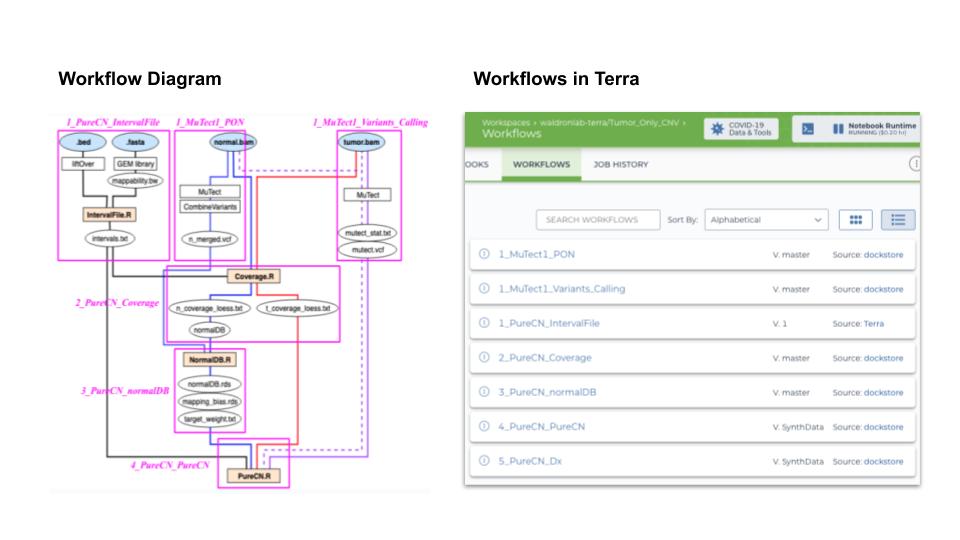 Workflow Diagram
1_PureCN_IntervalFile
1_MuTect1_PON
1_MuTect1_Variants_Calling
.bed
.fasta
normal.bam
tumor.bam
liftOver
GEM library
mappability.bw
MuTect
CombineVariants
MuTect
IntervalFile.R
intervals.txt
n_merged.vcf
mutect_stat.txt
mutect.vcf
Coverage.R
2_PureCN_Coverage
n_coverage_loess.txt
t_coverage_loess.txt
normalDB
NormalDB.R
3_PureCN_normalDB
normalDB.rds
mapping_bias.rds
target_weight.txt
4_PureCN_PureCN
PureCN.R
Workflows in Terra
Workspaces › waldronlab-terra/Tumor_Only_CNV ›
Workflows
COVID-19
Data & Tools
Notebook Runtime
RUNNING ($0.20 hr)
OOKS
WORKFLOWS
JOB HISTORY
SEARCH WORKFLOWS
Sort By:
Alphabetical
1_MuTect1_PON V. master Source: dockstore
1_MuTect1_Variants_Calling V. master Source: dockstore
1_PureCN_IntervalFile V. 1 Source: Terra
2_PureCN_Coverage V. master Source: dockstore
3_PureCN_normalDB V. master Source: dockstore
4_PureCN_PureCN V. SynthData Source: dockstore
5_PureCN_Dx V. SynthData Source: dockstore